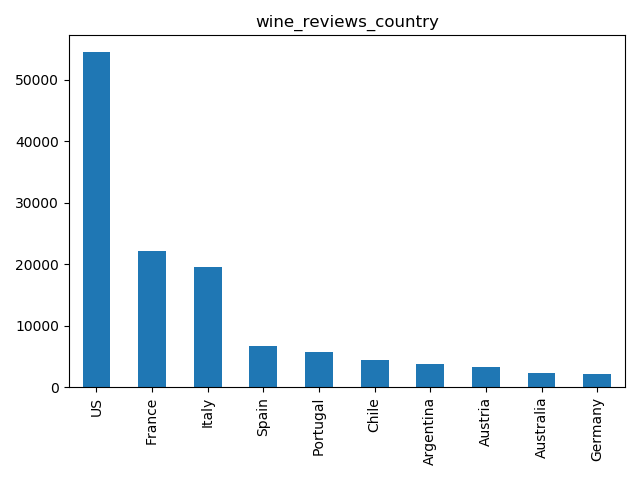 wine_reviews_country
50000
40000
30000
20000
10000
0
US
France
Italy
Spain
Portugal
Chile
Argentina
Austria
Australia
Germany